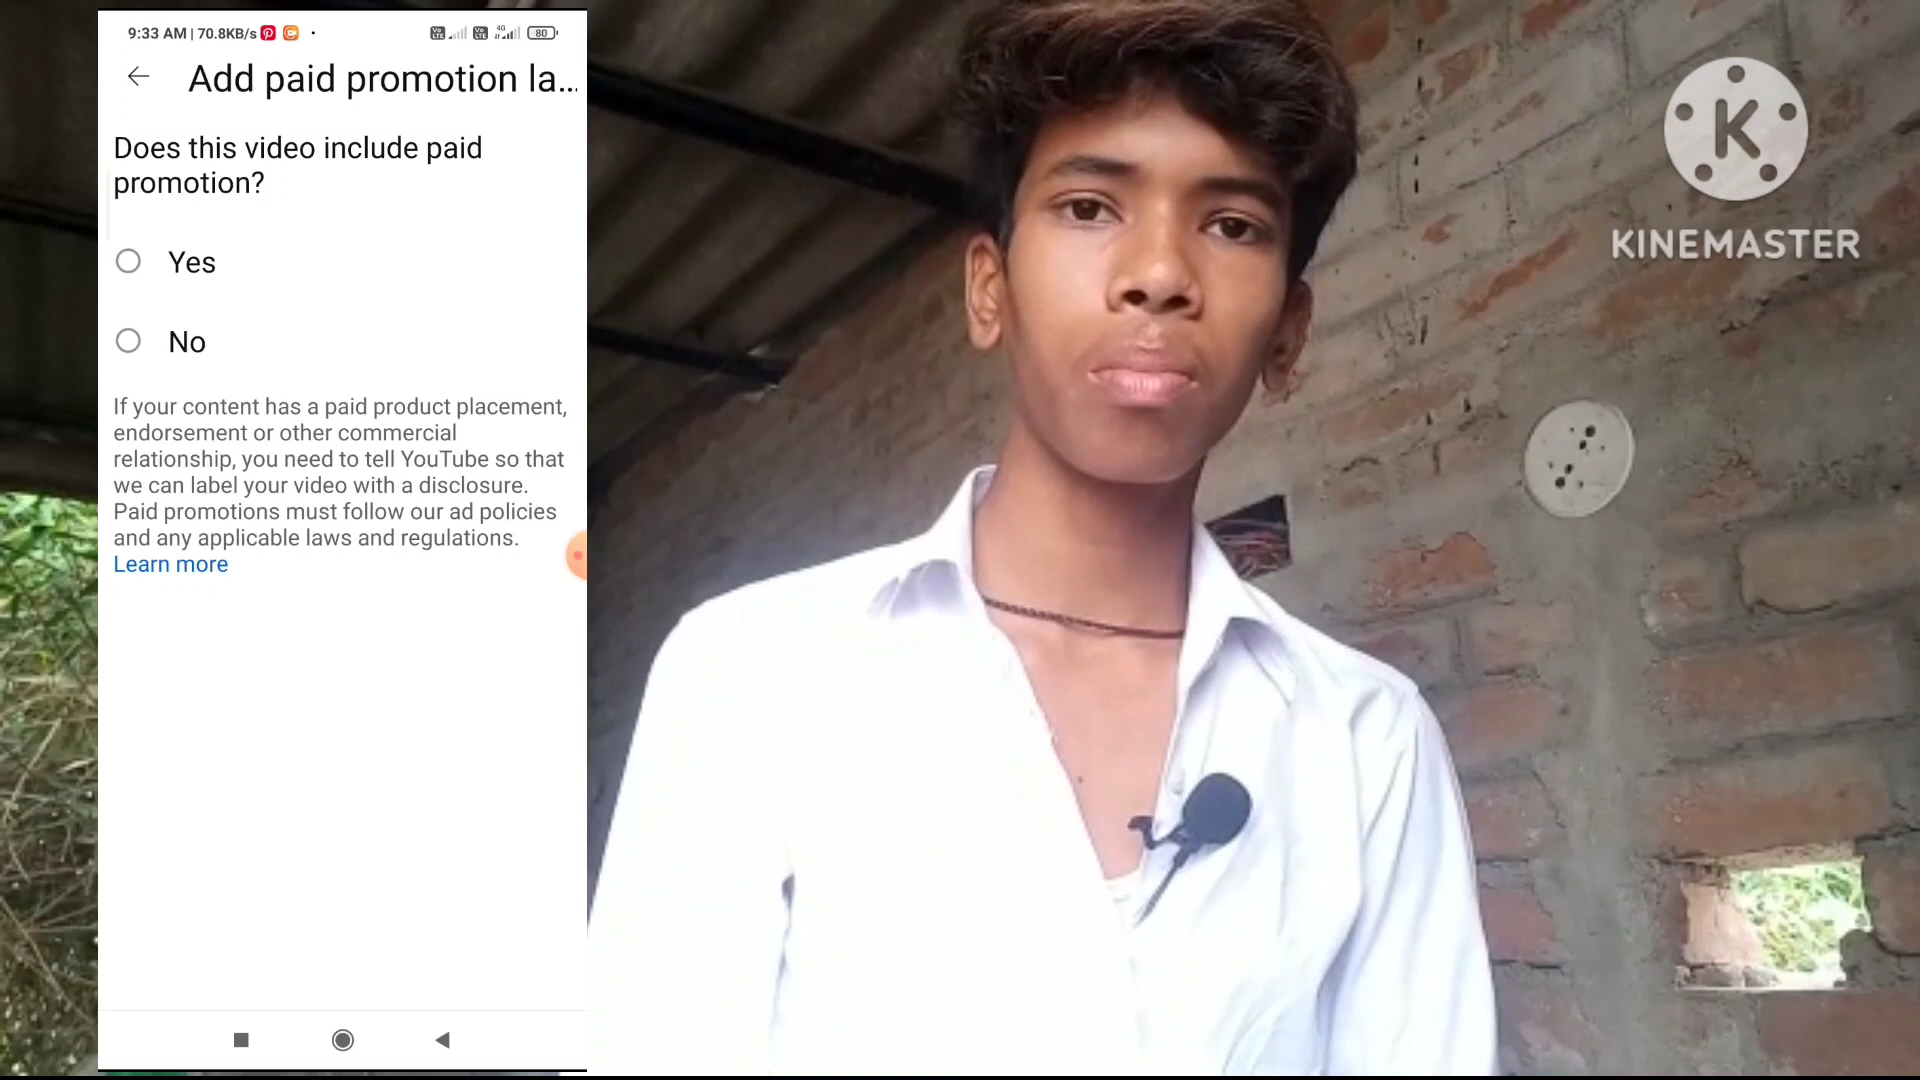 9:33 AM | 70.8KB/s
80
Add paid promotion la...
Does this video include paid
promotion?
Yes
No
If your content has a paid product placement,
endorsement or other commercial
relationship, you need to tell YouTube so that
we can label your video with a disclosure.
Paid promotions must follow our ad policies
and any applicable laws and regulations.
Learn more
K
KINEMASTER